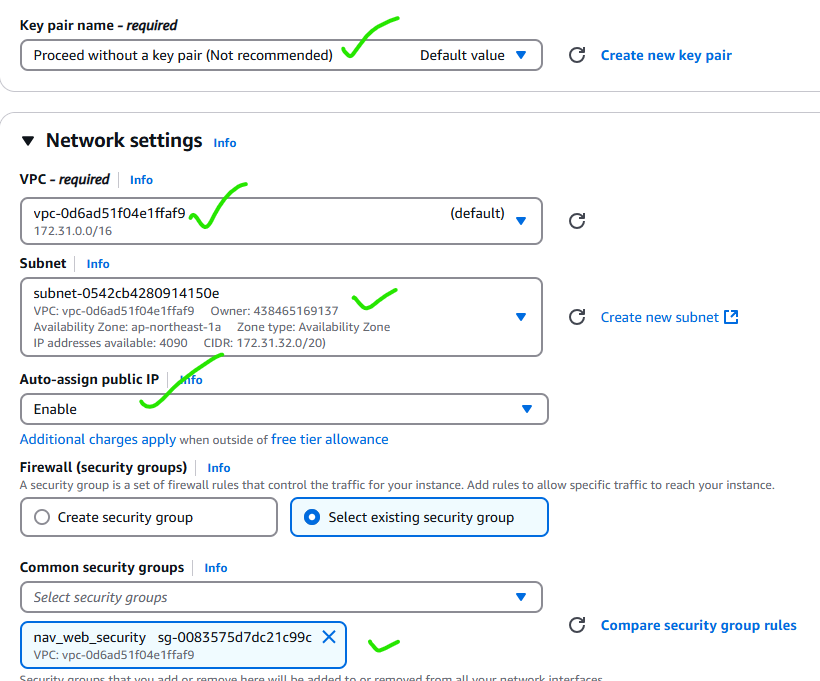 Key pair name - required
Proceed without a key pair (Not recommended) Default value
Create new key pair
Network settings Info
VPC - required Info
vpc-0d6ad51f04e1ffaf9 (default)
172.31.0.0/16
Subnet Info
subnet-0542cb4280914150e
VPC: vpc-0d6ad51f04e1ffaf9 Owner: 438465169137
Availability Zone: ap-northeast-1a Zone type: Availability Zone
IP addresses available: 4090 CIDR: 172.31.32.0/20)
Create new subnet
Auto-assign public IP Info
Enable
Additional charges apply when outside of free tier allowance
Firewall (security groups) Info
A security group is a set of firewall rules that control the traffic for your instance. Add rules to allow specific traffic to reach your instance.
Create security group
Select existing security group
Common security groups Info
Select security groups
nav_web_security sg-0083575d7dc21c99c
VPC: vpc-0d6ad51f04e1ffaf9
Compare security group rules
Security groups that you add or remove here will be added to or removed from all your network interfaces.